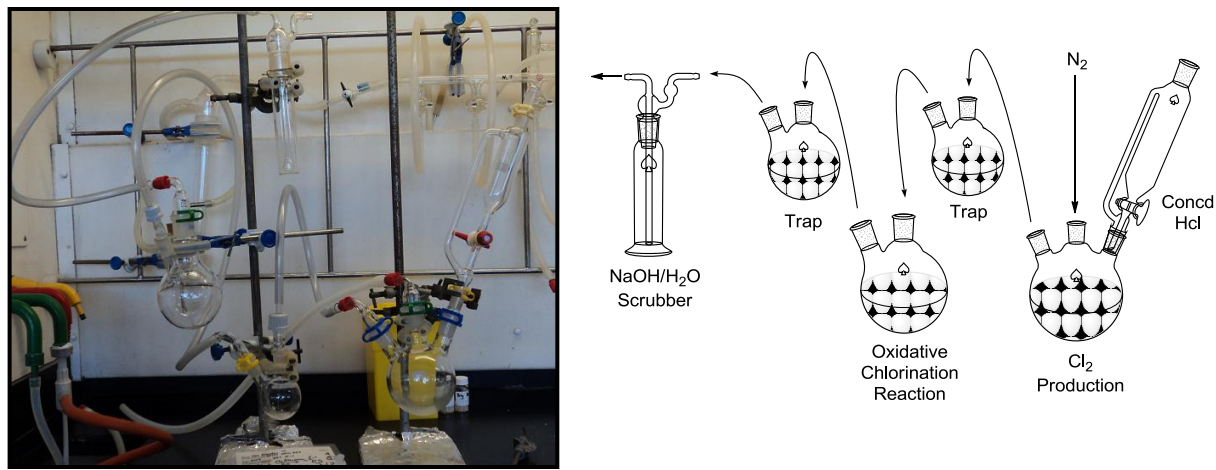 N₂
Concd
Hcl
Trap
Trap
NaOH/H₂O
Scrubber
Oxidative
Chlorination
Reaction
Cl₂
Production